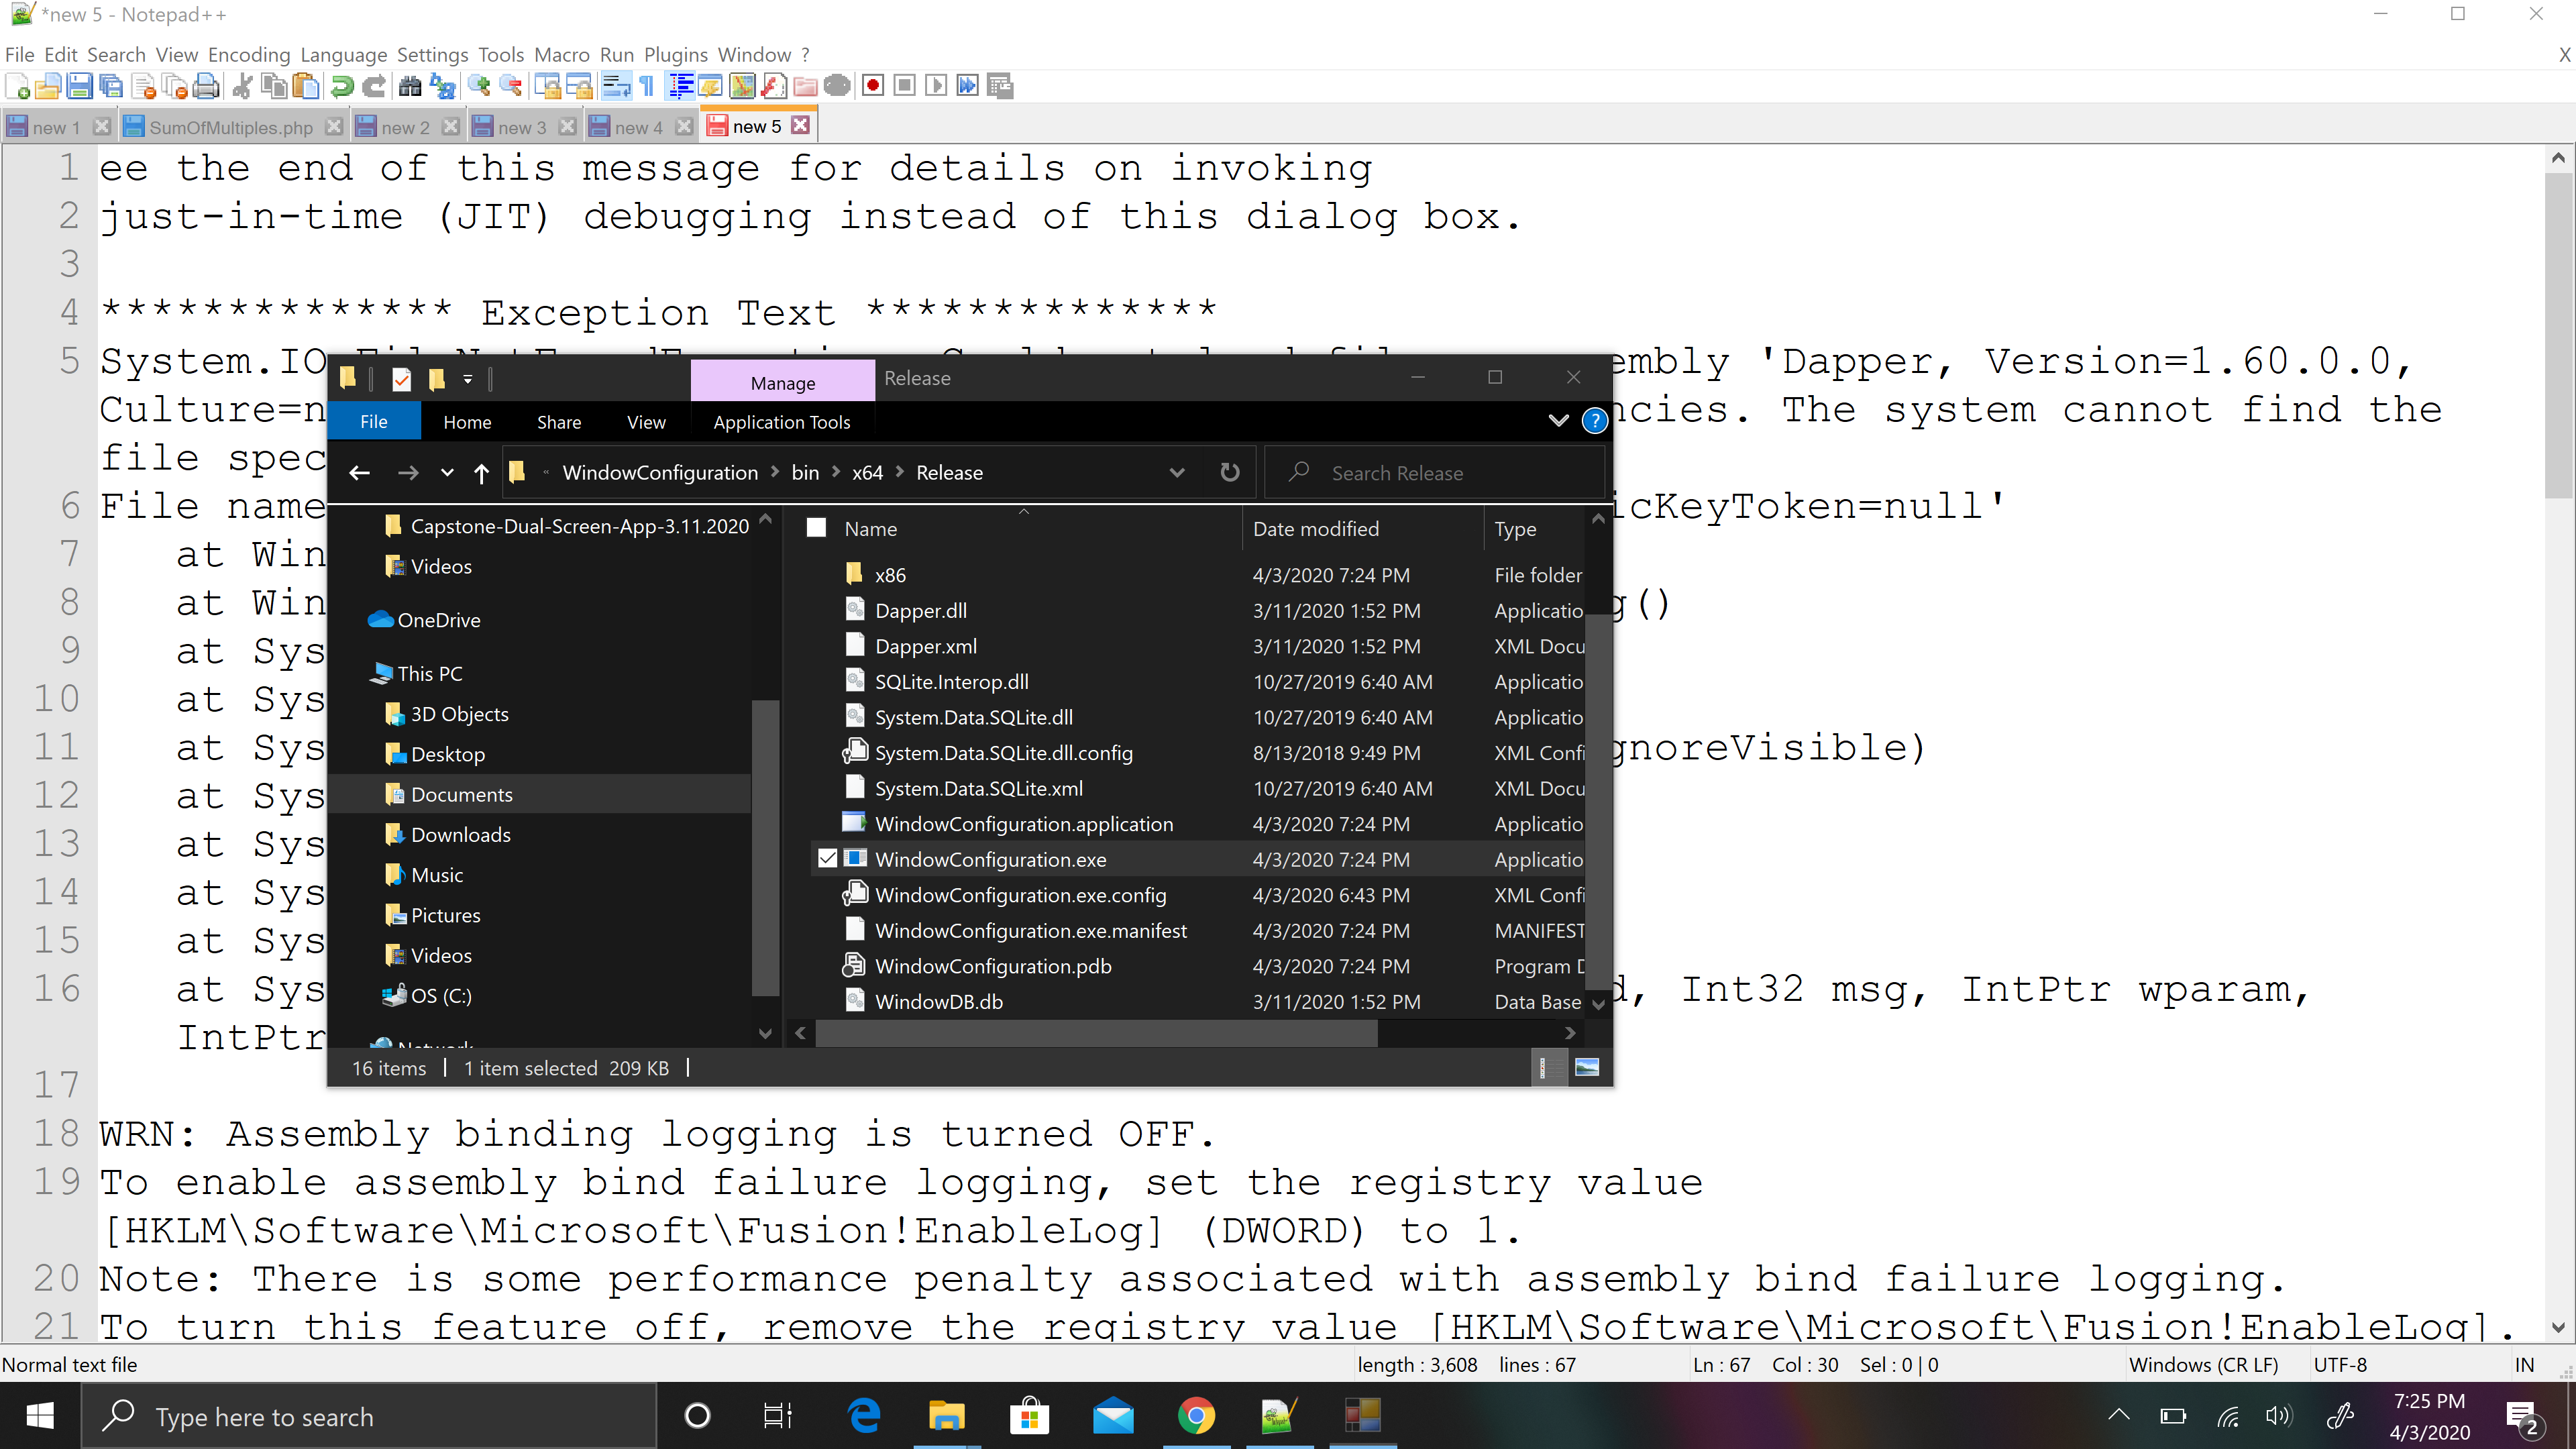 *new 5 - Notepad++
File Edit Search View Encoding Language Settings Tools Macro Run Plugins Window ?
X
new 1 SumOfMultiples.php new 2 new 3 new 4 new 5
1 ee the end of this message for details on invoking
2 just-in-time (JIT) debugging instead of this dialog box.
3
4 ************** Exception Text **************
5 System.IO embly 'Dapper, Version=1.60.0.0,
Culture=n ncies. The system cannot find the
file spec
6 File name icKeyToken=null'
7 at Win
8 at Win g()
9 at Sys
10 at Sys
11 at Sys gnoreVisible)
12 at Sys
13 at Sys
14 at Sys
15 at Sys
16 at Sys d, Int32 msg, IntPtr wparam,
IntPtr
17
18 WRN: Assembly binding logging is turned OFF.
19 To enable assembly bind failure logging, set the registry value
[HKLM\Software\Microsoft\Fusion!EnableLog] (DWORD) to 1.
20 Note: There is some performance penalty associated with assembly bind failure logging.
21 To turn this feature off, remove the registry value [HKLM\Software\Microsoft\Fusion!EnableLog].
Manage Release
File Home Share View Application Tools ?
« WindowConfiguration > bin > x64 > Release Search Release
Capstone-Dual-Screen-App-3.11.2020
Videos
OneDrive
This PC
3D Objects
Desktop
Documents
Downloads
Music
Pictures
Videos
OS (C:)
Network
Name Date modified Type
x86 4/3/2020 7:24 PM File folder
Dapper.dll 3/11/2020 1:52 PM Applicatio
Dapper.xml 3/11/2020 1:52 PM XML Docu
SQLite.Interop.dll 10/27/2019 6:40 AM Applicatio
System.Data.SQLite.dll 10/27/2019 6:40 AM Applicatio
System.Data.SQLite.dll.config 8/13/2018 9:49 PM XML Confi
System.Data.SQLite.xml 10/27/2019 6:40 AM XML Docu
WindowConfiguration.application 4/3/2020 7:24 PM Applicatio
WindowConfiguration.exe 4/3/2020 7:24 PM Applicatio
WindowConfiguration.exe.config 4/3/2020 6:43 PM XML Confi
WindowConfiguration.exe.manifest 4/3/2020 7:24 PM MANIFEST
WindowConfiguration.pdb 4/3/2020 7:24 PM Program D
WindowDB.db 3/11/2020 1:52 PM Data Base
16 items 1 item selected 209 KB
Normal text file length : 3,608 lines : 67 Ln : 67 Col : 30 Sel : 0 | 0 Windows (CR LF) UTF-8 IN
Type here to search
7:25 PM
4/3/2020
2